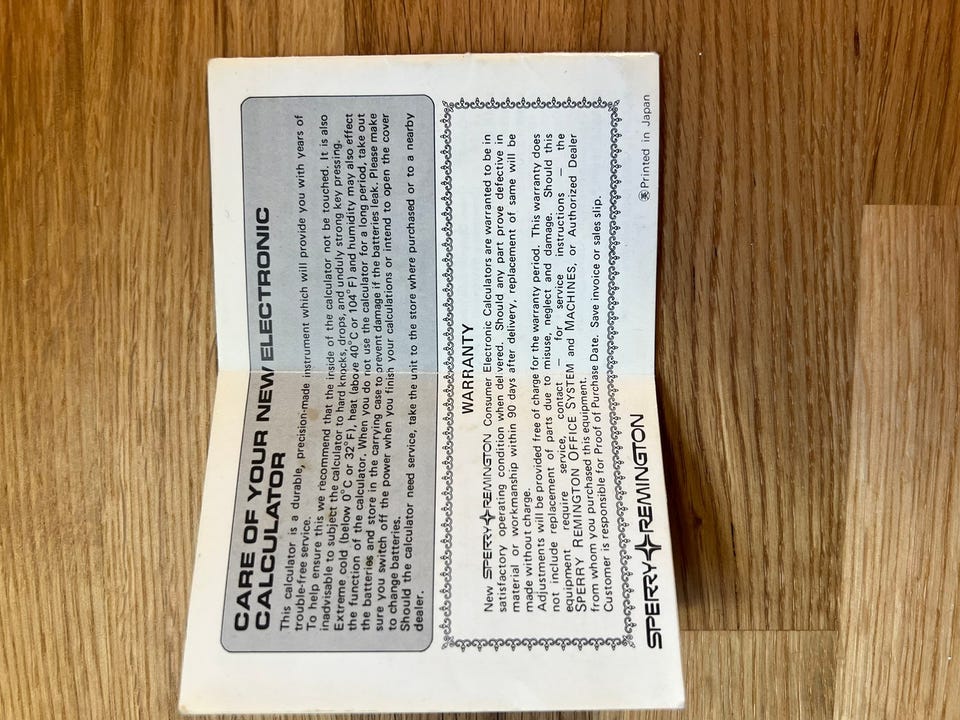 CARE OF YOUR NEW ELECTRONIC
CALCULATOR
This calculator is a durable, precision-made instrument which will provide you with years of
trouble-free service.
To help ensure this we recommend that the inside of the calculator not be touched. It is also
inadvisable to subject the calculator to hard knocks, drops, and unduly strong key pressing.
Extreme cold (below 0°C or 32°F), heat (above 40°C or 104°F) and humidity may also effect
the function of the calculator. When you do not use the calculator for a long period, take out
the batteries and store in the carrying case to prevent damage if the batteries leak. Please make
sure you switch off the power when you finish your calculations or intend to open the cover
to change batteries.
Should the calculator need service, take the unit to the store where purchased or to a nearby
dealer.
WARRANTY
New SPERRY REMINGTON Consumer Electronic Calculators are warranted to be in
satisfactory operating condition when delivered. Should any part prove defective in
material or workmanship within 90 days after delivery, replacement of same will be
made without charge.
Adjustments will be provided free of charge for the warranty period. This warranty does
not include replacement of parts due to misuse, neglect and damage. Should this
equipment require service, contact — for service instructions — the
SPERRY REMINGTON OFFICE SYSTEM and MACHINES, or Authorized Dealer
from whom you purchased this equipment.
Customer is responsible for Proof of Purchase Date. Save invoice or sales slip.
SPERRY REMINGTON
Printed in Japan